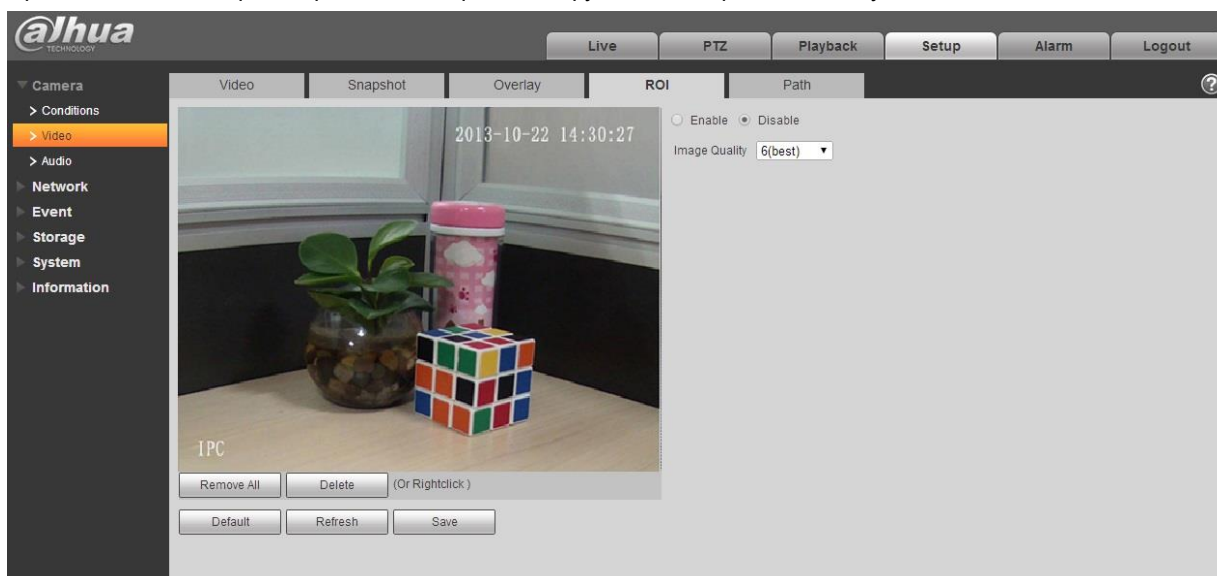 alhua
TECHNOLOGY
Live PTZ Playback Setup Alarm Logout
Camera
> Conditions
> Video
> Audio
Network
Event
Storage
System
Information
Video Snapshot Overlay ROI Path
?
2013-10-22 14:30:27
IPC
Enable Disable
Image Quality 6(best)
Remove All Delete (Or Rightclick )
Default Refresh Save